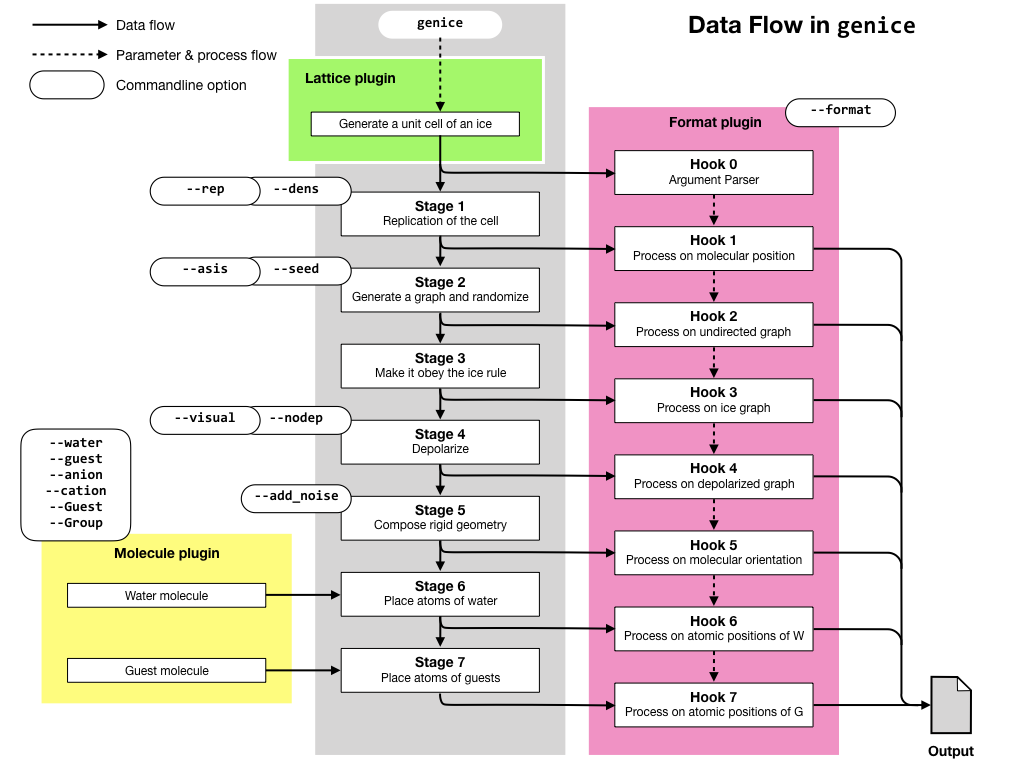 Data Flow in genice
Data flow
Parameter & process flow
Commandline option
genice
Lattice plugin
Generate a unit cell of an ice
--format
Format plugin
Hook 0
Argument Parser
--rep
--dens
Stage 1
Replication of the cell
Hook 1
Process on molecular position
--asis
--seed
Stage 2
Generate a graph and randomize
Hook 2
Process on undirected graph
Stage 3
Make it obey the ice rule
Hook 3
Process on ice graph
--visual
--nodep
Stage 4
Depolarize
Hook 4
Process on depolarized graph
--water
--guest
--anion
--cation
--Guest
--Group
--add_noise
Stage 5
Compose rigid geometry
Hook 5
Process on molecular orientation
Molecule plugin
Water molecule
Stage 6
Place atoms of water
Hook 6
Process on atomic positions of W
Guest molecule
Stage 7
Place atoms of guests
Hook 7
Process on atomic positions of G
Output